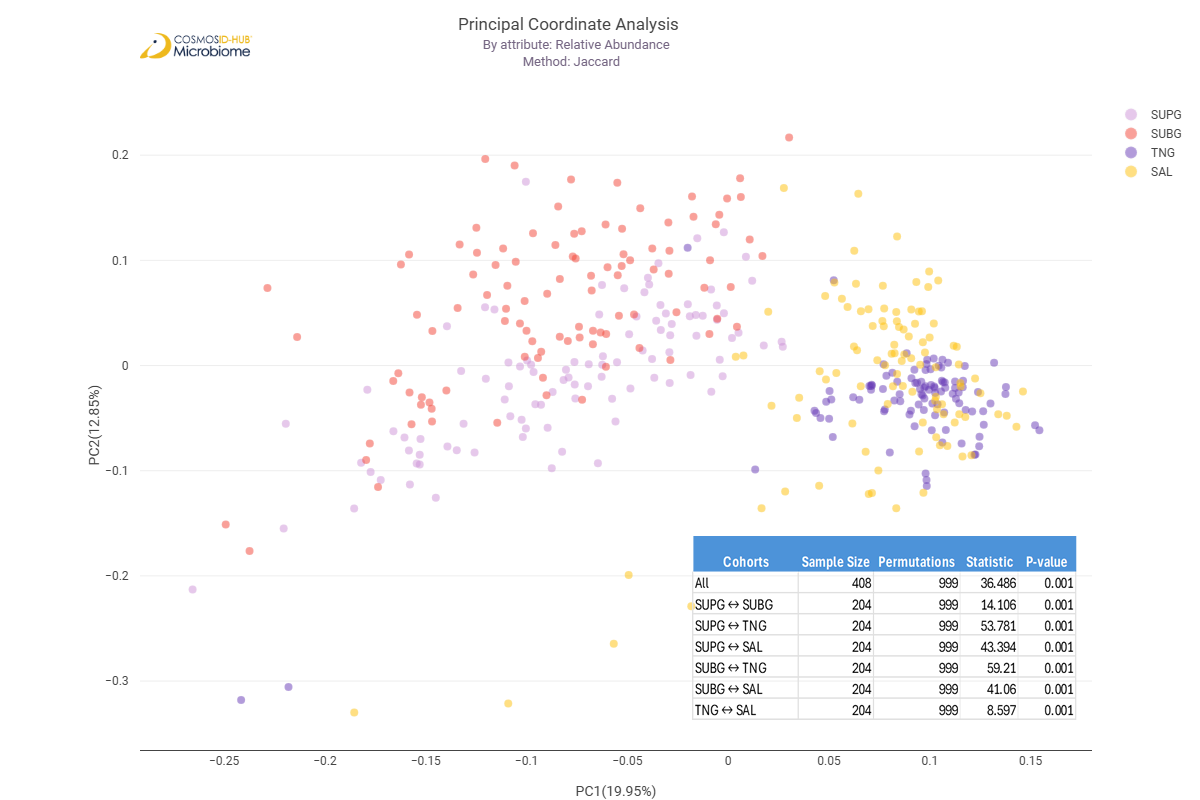 Principal Coordinate Analysis
By attribute: Relative Abundance
Method: Jaccard
COSMOSID-HUB
Microbiome
SUPG
SUBG
TNG
SAL
0.2
0.1
0
−0.1
−0.2
−0.3
PC2(12.85%)
Cohorts Sample Size Permutations Statistic P-value
All 408 999 36.486 0.001
SUPG ↔ SUBG 204 999 14.106 0.001
SUPG ↔ TNG 204 999 53.781 0.001
SUPG ↔ SAL 204 999 43.394 0.001
SUBG ↔ TNG 204 999 59.21 0.001
SUBG ↔ SAL 204 999 41.06 0.001
TNG ↔ SAL 204 999 8.597 0.001
−0.25 −0.2 −0.15 −0.1 −0.05 0 0.05 0.1 0.15
PC1(19.95%)